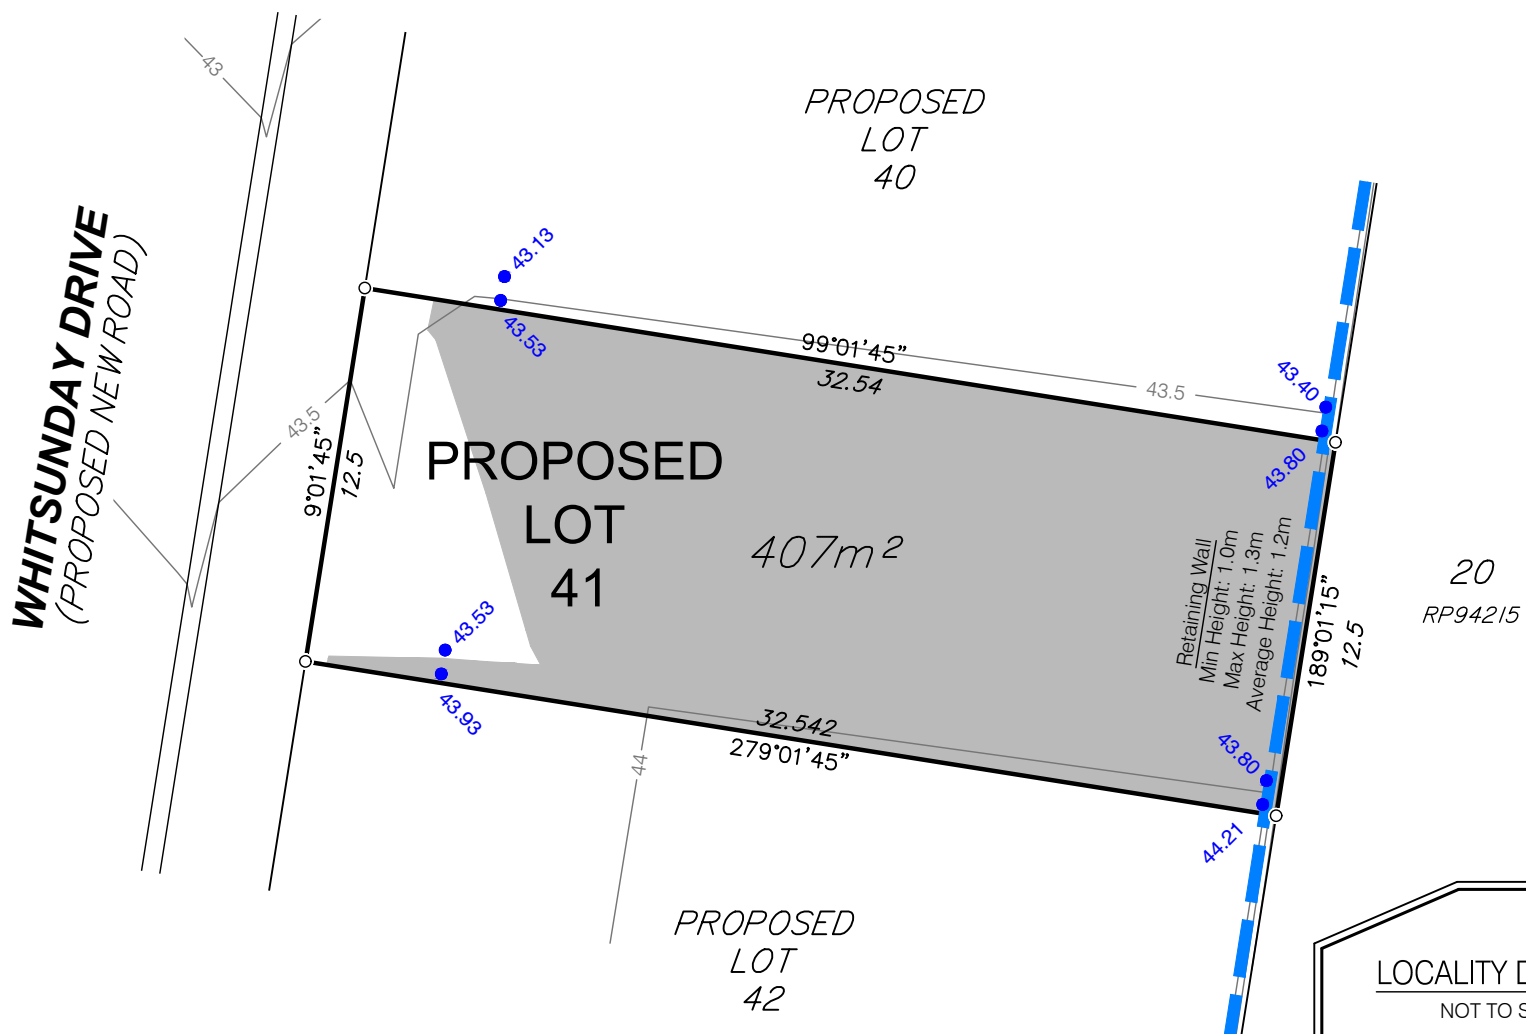 43
PROPOSED
LOT
40
WHITSUNDAY DRIVE
(PROPOSED NEW ROAD)
43.13
43.53
99°01'45"
32.54
43.5
43.40
43.80
43.5
9°01'45"
12.5
PROPOSED
LOT
41
407m²
Retaining Wall
Min Height: 1.0m
Max Height: 1.3m
Average Height: 1.2m
189°01'15"
12.5
20
RP94215
43.53
43.93
32.542
279°01'45"
44
43.80
44.21
PROPOSED
LOT
42
LOCALITY D
NOT TO S